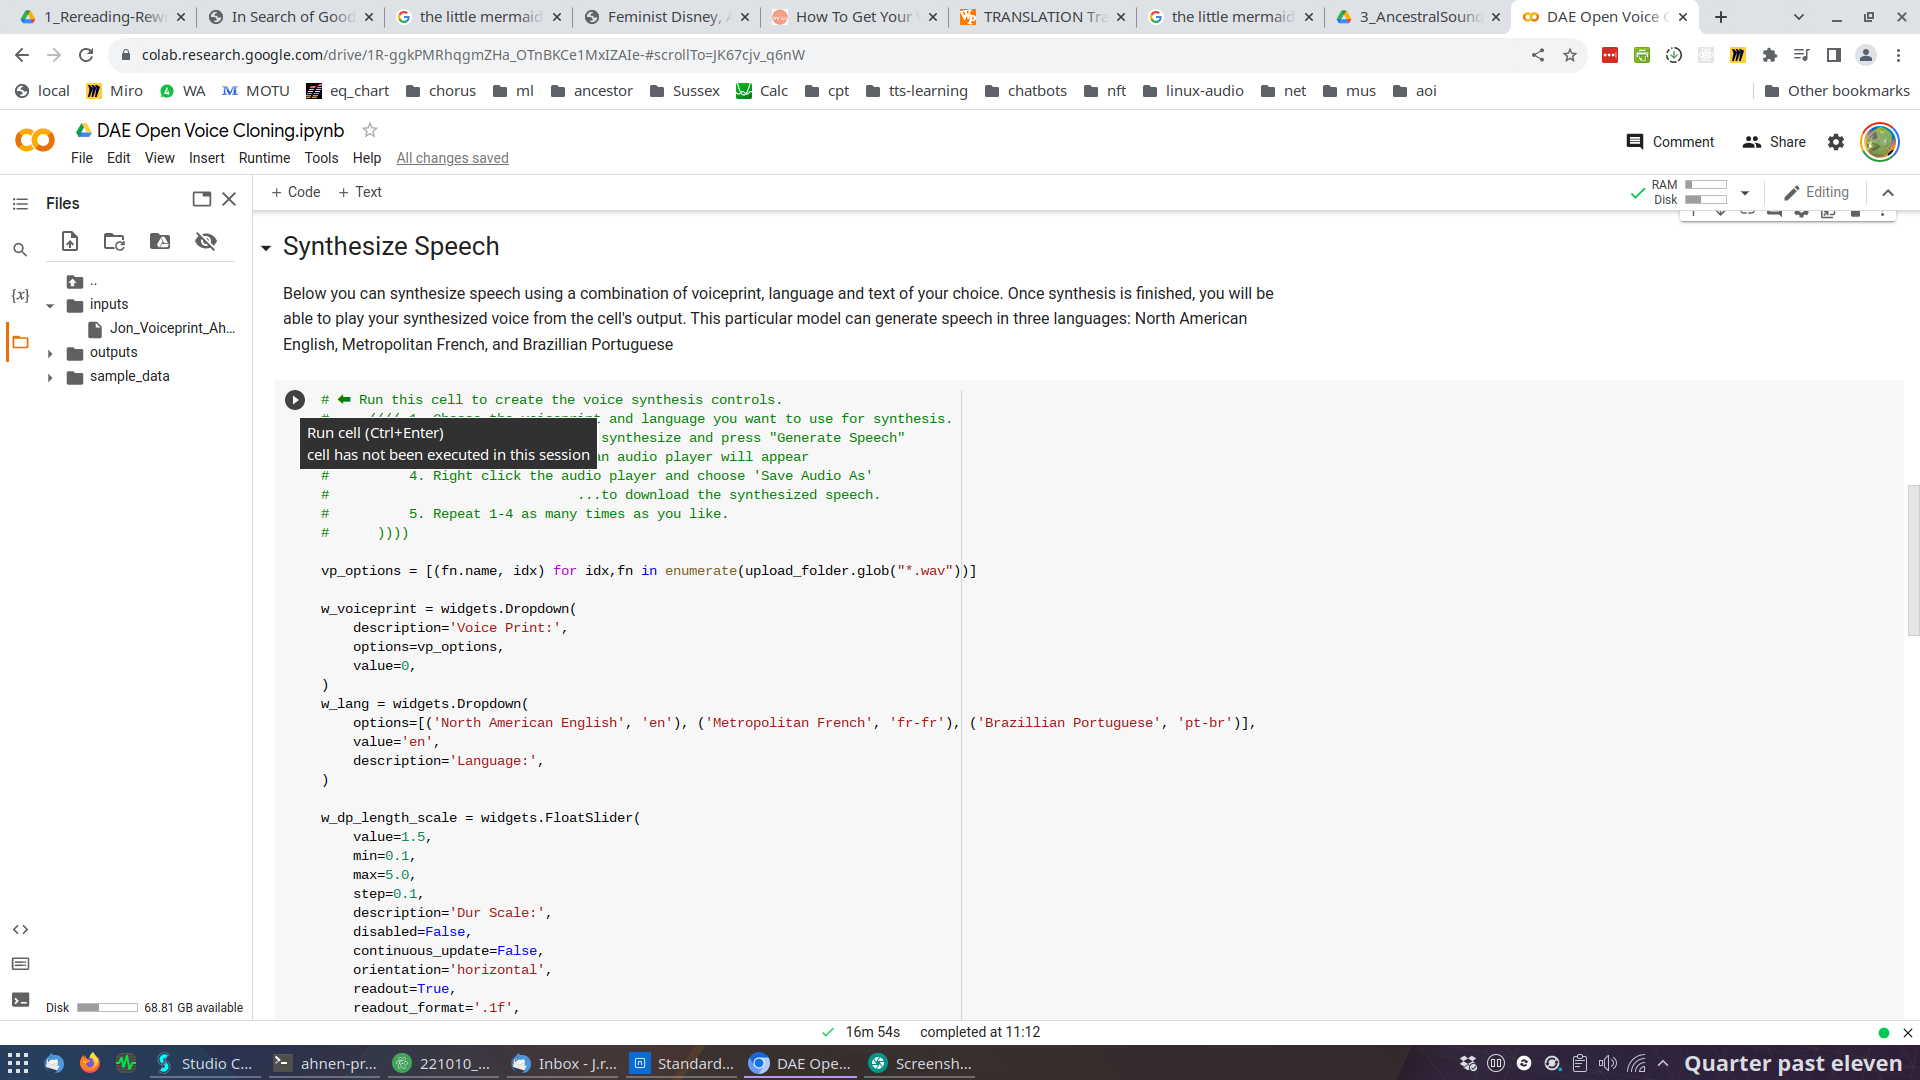 1_Rereading-Rew
In Search of Good
the little mermaid
Feminist Disney, A
How To Get Your V
TRANSLATION Tra
the little mermaid
3_AncestralSound
DAE Open Voice C
colab.research.google.com/drive/1R-ggkPMRhqgmZHa_OTnBKCe1MxIZAIe-#scrollTo=JK67cjv_q6nW
local Miro WA MOTU eq_chart chorus ml ancestor Sussex Calc cpt tts-learning chatbots nft linux-audio net mus aoi Other bookmarks
DAE Open Voice Cloning.ipynb
File Edit View Insert Runtime Tools Help All changes saved
Comment Share
Files
+ Code + Text
RAM
Disk
Editing
..
inputs
Jon_Voiceprint_Ah...
outputs
sample_data
Synthesize Speech
Below you can synthesize speech using a combination of voiceprint, language and text of your choice. Once synthesis is finished, you will be
able to play your synthesized voice from the cell's output. This particular model can generate speech in three languages: North American
English, Metropolitan French, and Brazillian Portuguese
# ⬅ Run this cell to create the voice synthesis controls.
and language you want to use for synthesis.
synthesize and press "Generate Speech"
an audio player will appear
Run cell (Ctrl+Enter)
cell has not been executed in this session
# 4. Right click the audio player and choose 'Save Audio As'
# ...to download the synthesized speech.
# 5. Repeat 1-4 as many times as you like.
# ))))
vp_options = [(fn.name, idx) for idx,fn in enumerate(upload_folder.glob("*.wav"))]
w_voiceprint = widgets.Dropdown(
description='Voice Print:',
options=vp_options,
value=0,
)
w_lang = widgets.Dropdown(
options=[('North American English', 'en'), ('Metropolitan French', 'fr-fr'), ('Brazillian Portuguese', 'pt-br')],
value='en',
description='Language:',
)
w_dp_length_scale = widgets.FloatSlider(
value=1.5,
min=0.1,
max=5.0,
step=0.1,
description='Dur Scale:',
disabled=False,
continuous_update=False,
orientation='horizontal',
readout=True,
readout_format='.1f',
Disk 68.81 GB available
16m 54s completed at 11:12
Studio C...
ahnen-pr...
221010_...
Inbox - J.r...
Standard...
DAE Ope...
Screensh...
Quarter past eleven